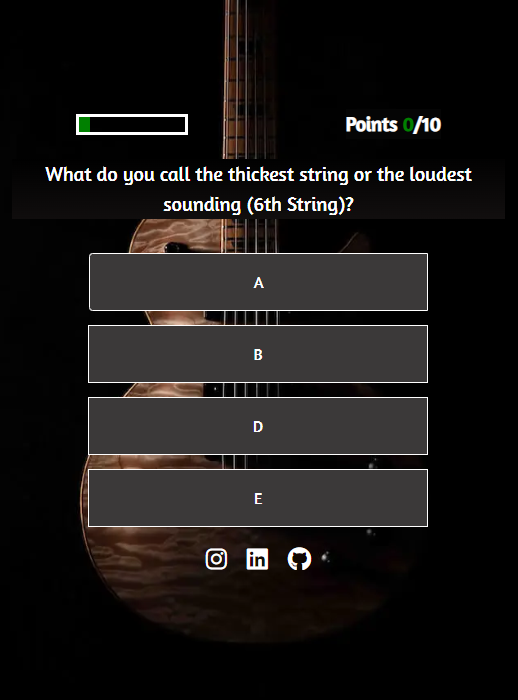 Points 0/10
What do you call the thickest string or the loudest
sounding (6th String)?
A
B
D
E